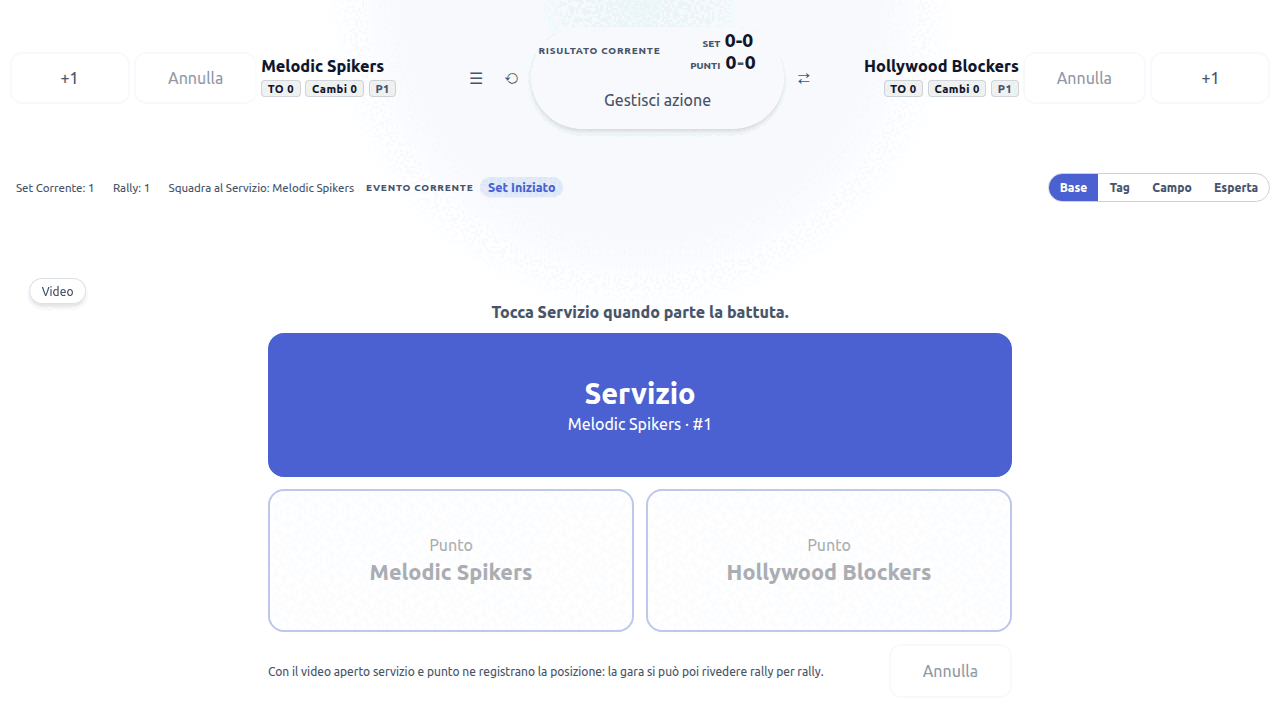 +1
Annulla
Melodic Spikers
TO 0 Cambi 0 P1
RISULTATO CORRENTE
SET 0-0
PUNTI 0-0
Gestisci azione
Hollywood Blockers
TO 0 Cambi 0 P1
Annulla
+1
Set Corrente: 1 Rally: 1 Squadra al Servizio: Melodic Spikers EVENTO CORRENTE Set Iniziato
Base Tag Campo Esperta
Video
Tocca Servizio quando parte la battuta.
Servizio
Melodic Spikers · #1
Punto
Melodic Spikers
Punto
Hollywood Blockers
Con il video aperto servizio e punto ne registrano la posizione: la gara si può poi rivedere rally per rally.
Annulla